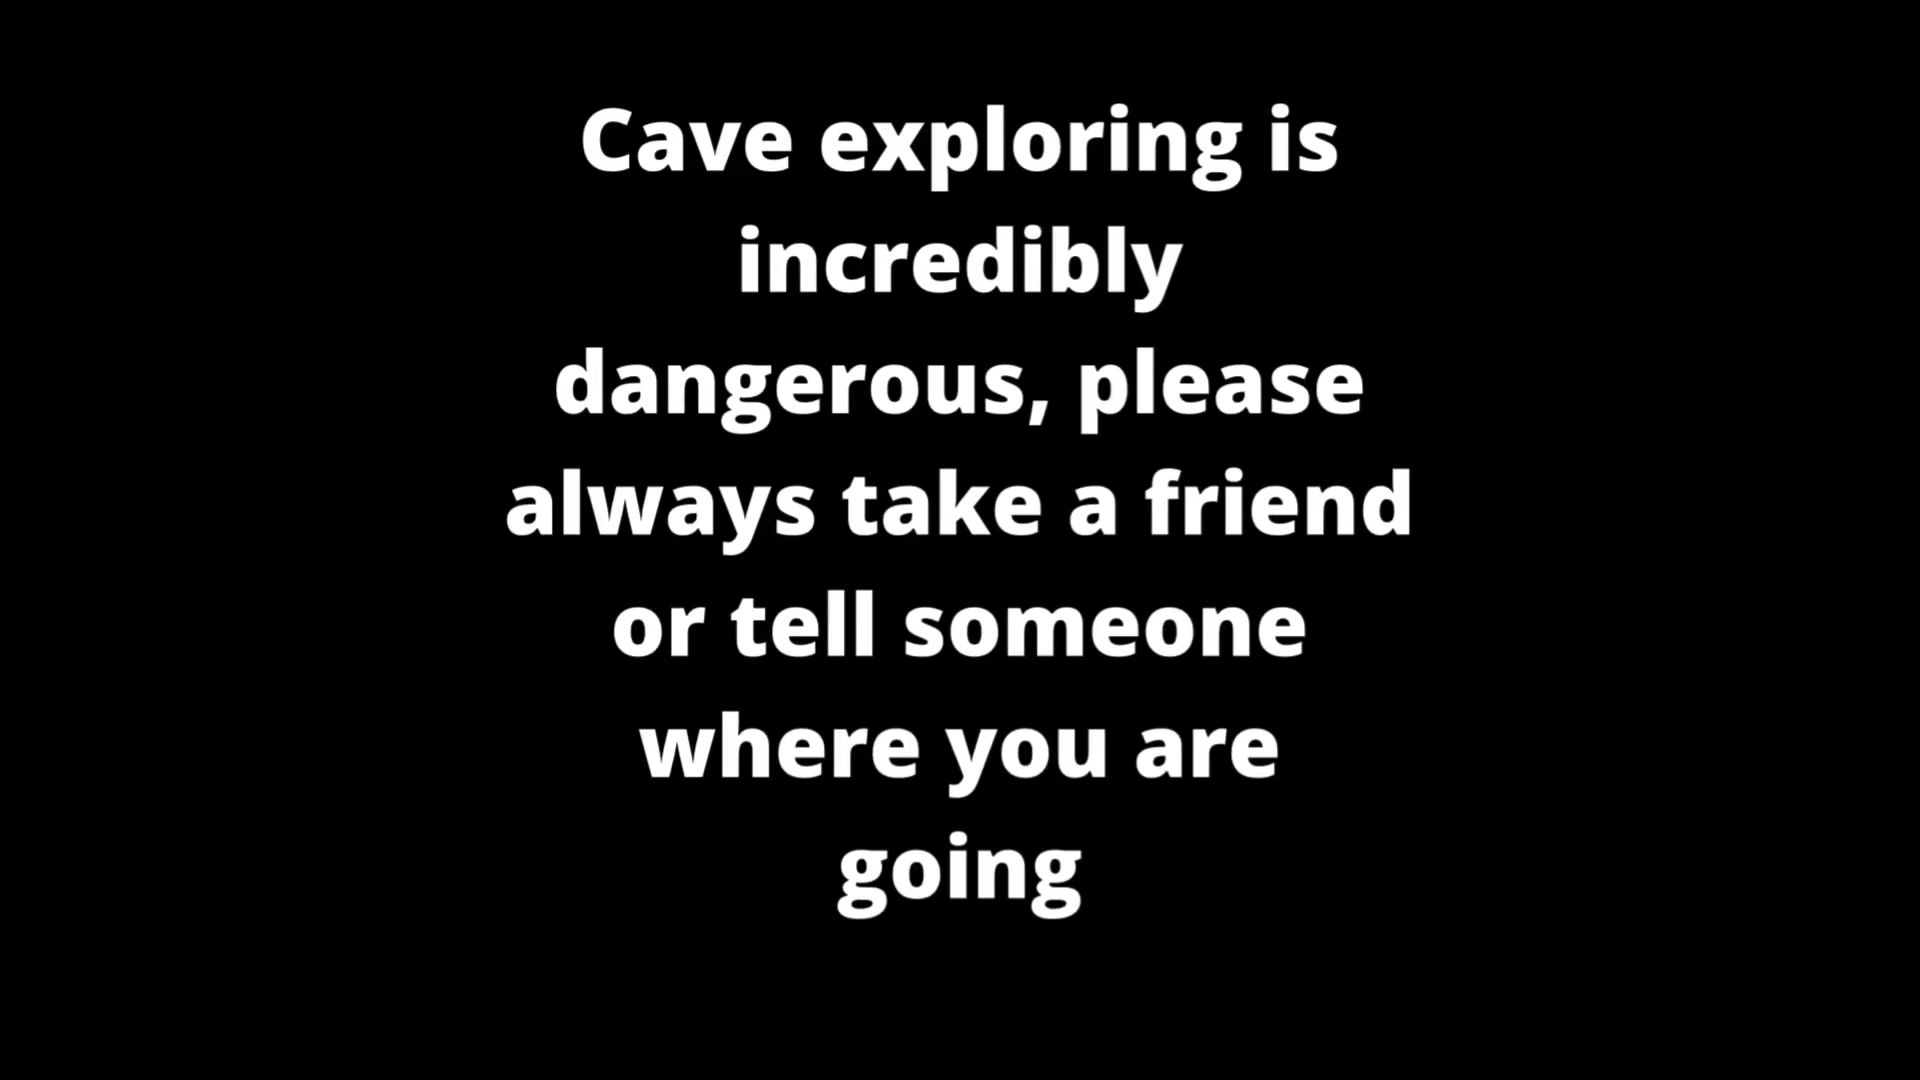 Cave exploring is
incredibly
dangerous, please
always take a friend
or tell someone
where you are
going